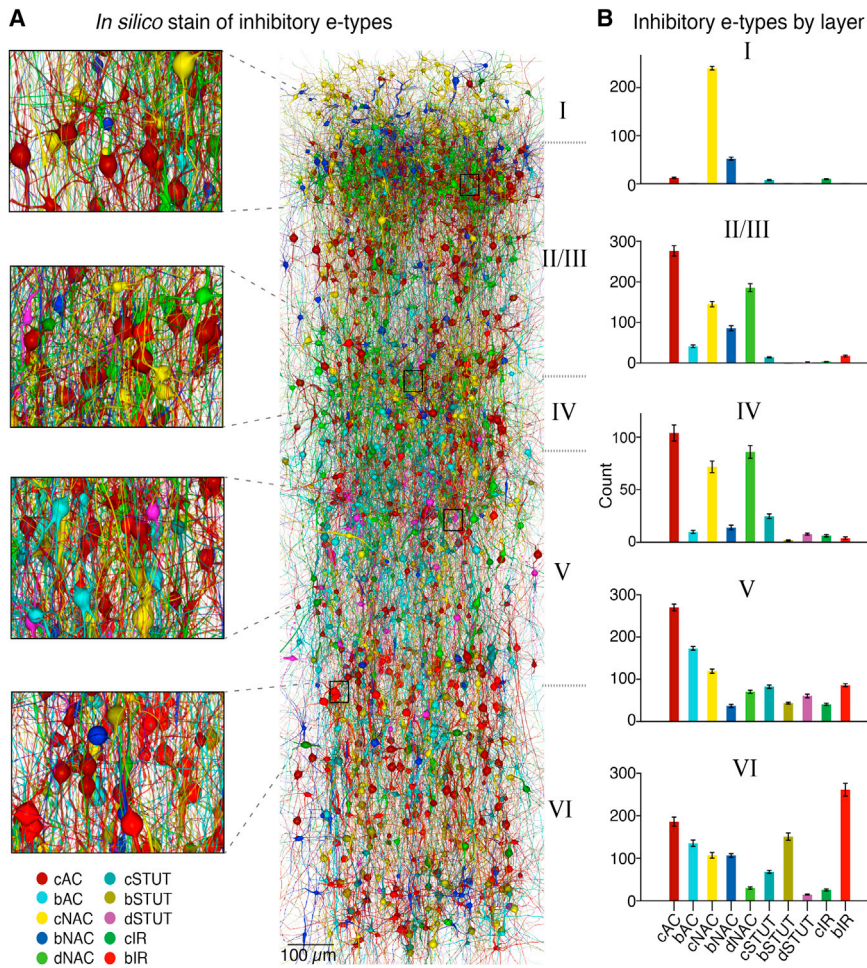 A
In silico stain of inhibitory e-types
I
II/III
IV
V
VI
100 µm
cAC
bAC
cNAC
bNAC
dNAC
cSTUT
bSTUT
dSTUT
cIR
bIR
B
Inhibitory e-types by layer
I
200
100
0
II/III
300
200
100
0
IV
100
50
0
Count
V
300
200
100
0
VI
300
200
100
0
cAC
bAC
cNAC
bNAC
dNAC
cSTUT
bSTUT
dSTUT
cIR
bIR